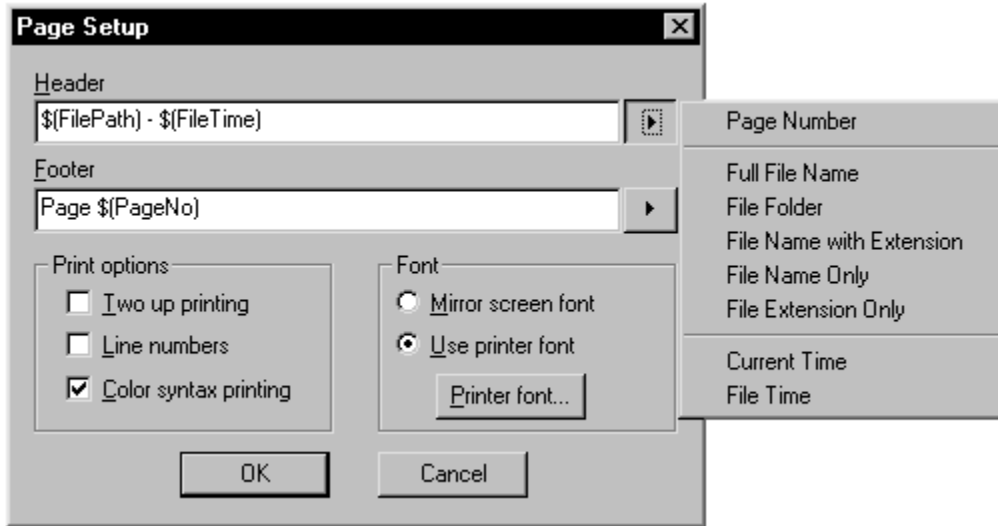 Page Setup
Header
$(FilePath) - $(FileTime)
Footer
Page $(PageNo)
Print options
Two up printing
Line numbers
Color syntax printing
Font
Mirror screen font
Use printer font
Printer font...
OK
Cancel
Page Number
Full File Name
File Folder
File Name with Extension
File Name Only
File Extension Only
Current Time
File Time